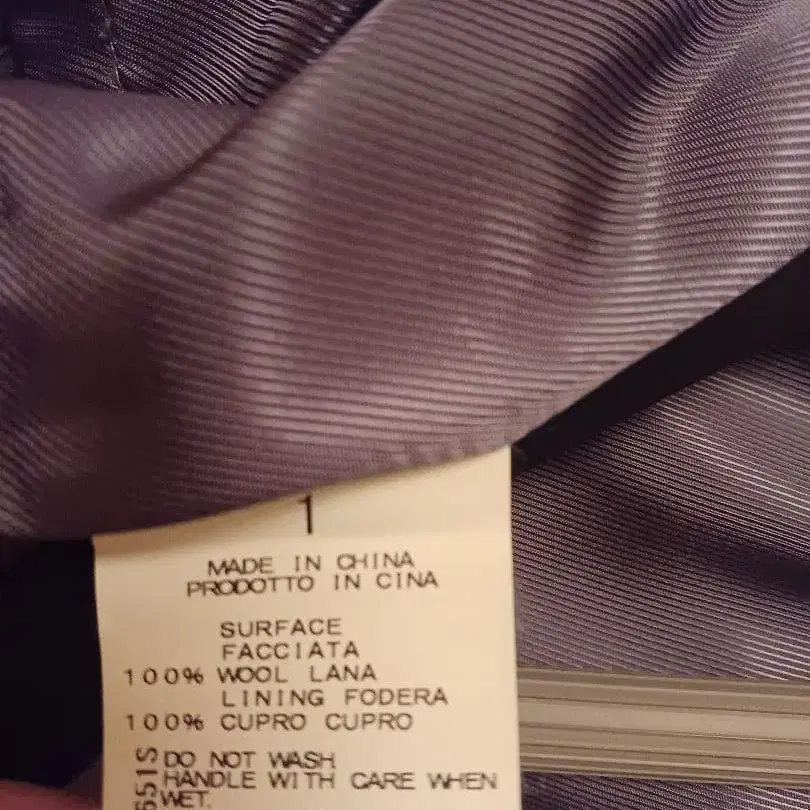 1
MADE IN CHINA
PRODOTTO IN CINA
SURFACE
FACCIATA
100% WOOL LANA
LINING FODERA
100% CUPRO CUPRO
DO NOT WASH
HANDLE WITH CARE WHEN
WET.
551S